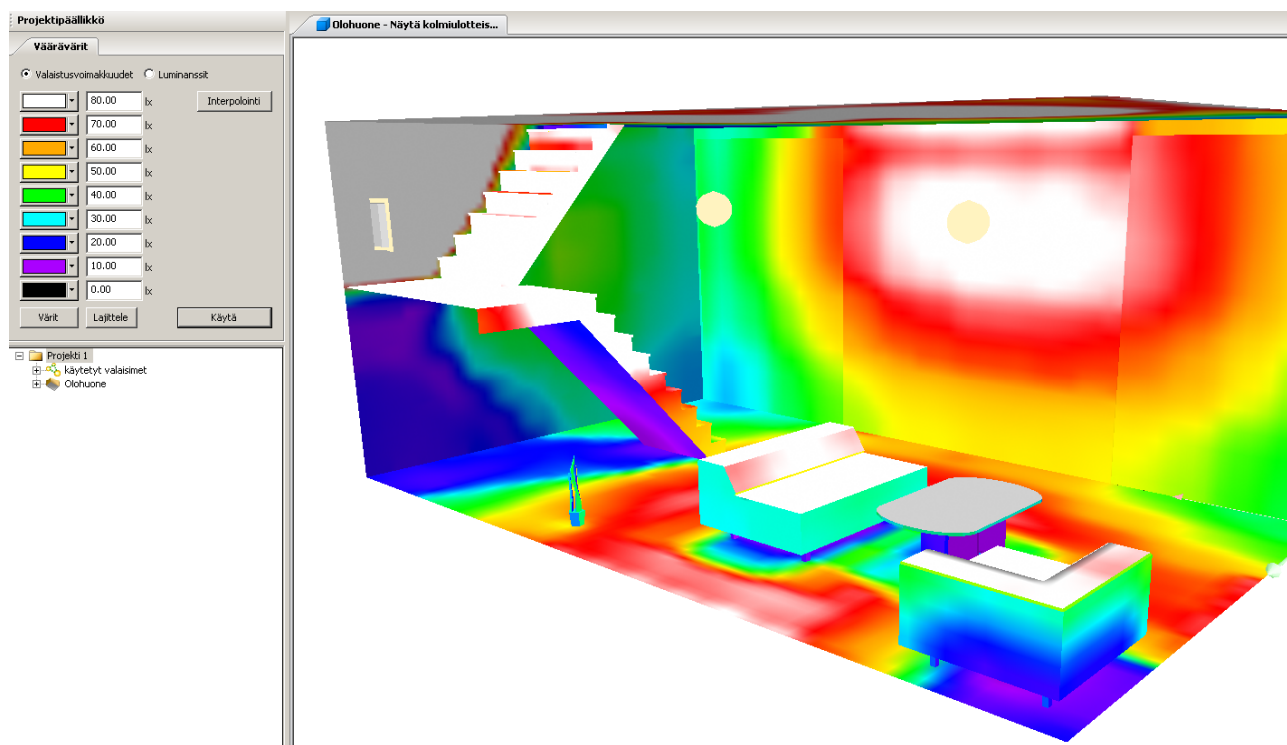 Projektipäällikkö
Väärävärit
Valaistusvoimakkuudet Luminanssit
80.00 lx Interpolointi
70.00 lx
60.00 lx
50.00 lx
40.00 lx
30.00 lx
20.00 lx
10.00 lx
0.00 lx
Värit Lajittele Käytä
Projekti 1
käytetyt valaisimet
Olohuone
Olohuone - Näytä kolmiulotteis...